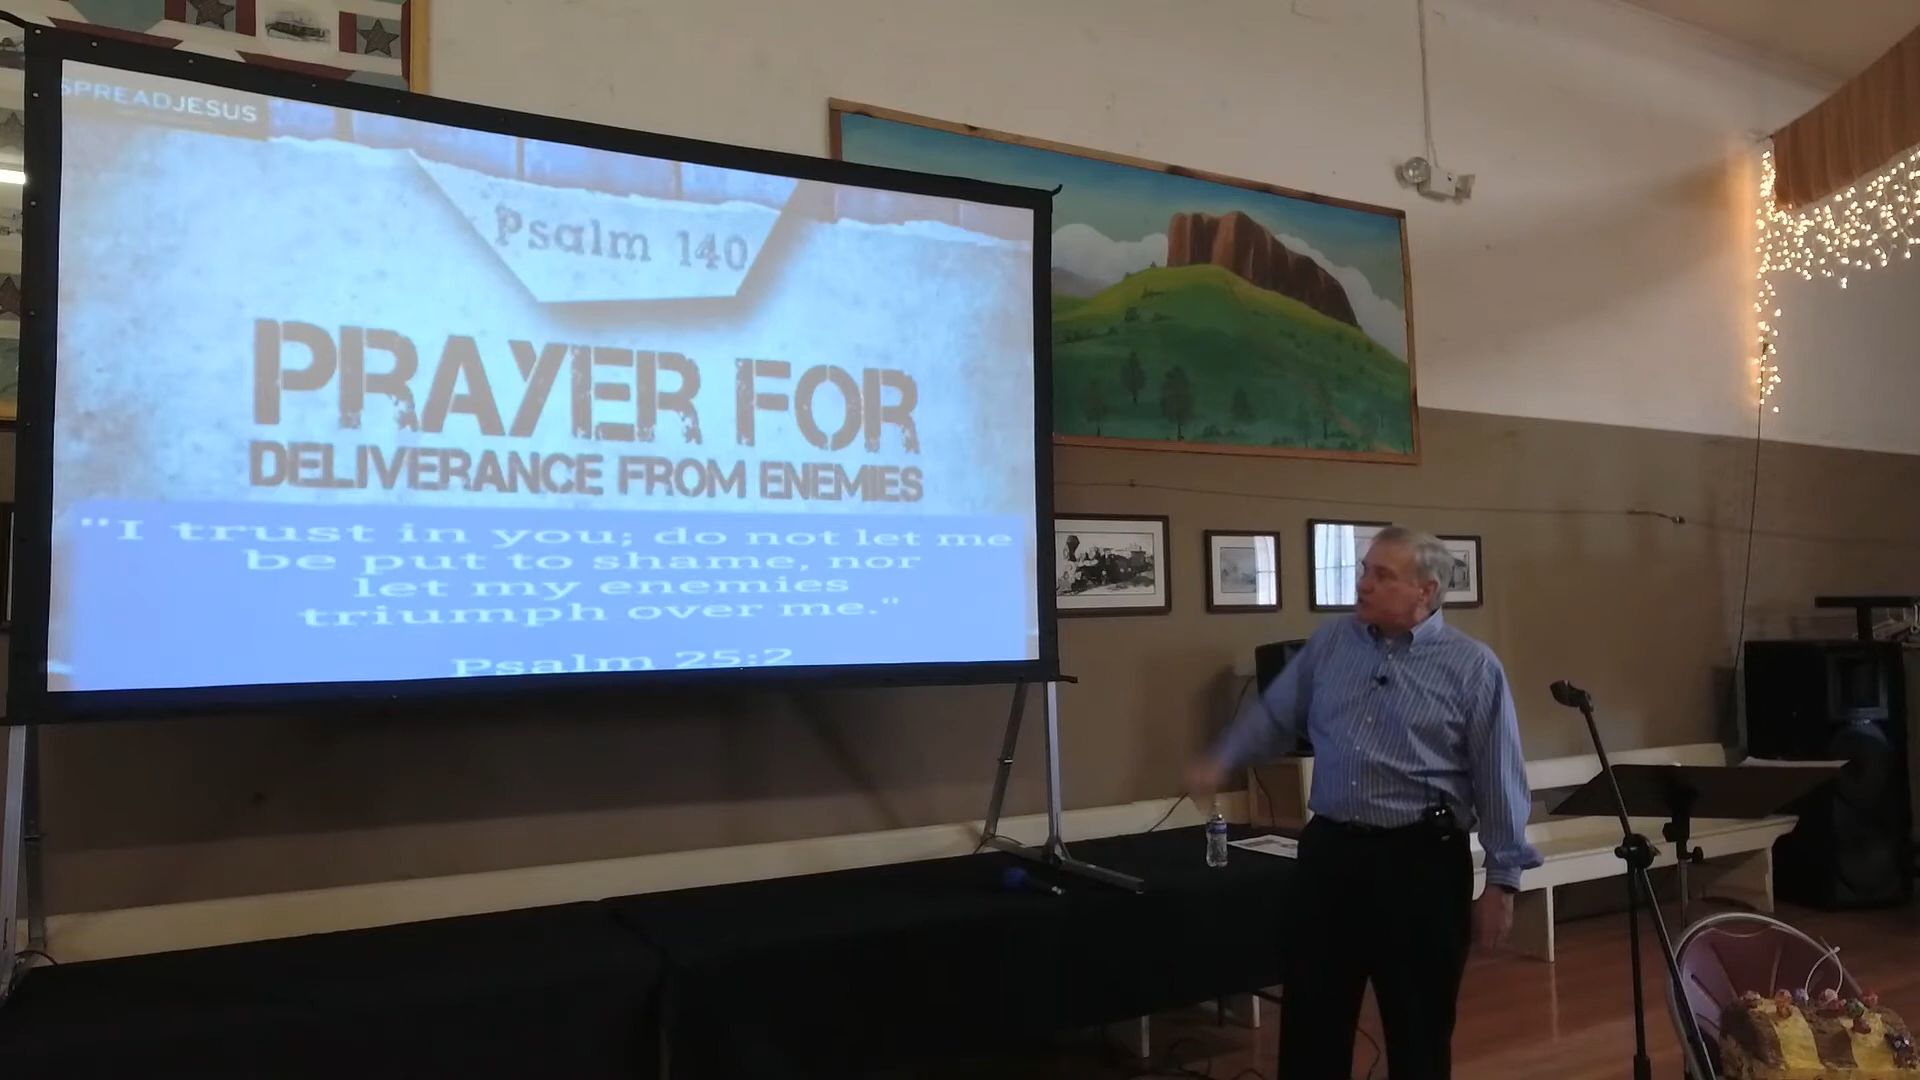 SPREADJESUS
Psalm 140
PRAYER FOR
DELIVERANCE FROM ENEMIES
"I trust in you; do not let me
be put to shame, nor
let my enemies
triumph over me."
Psalm 25:2